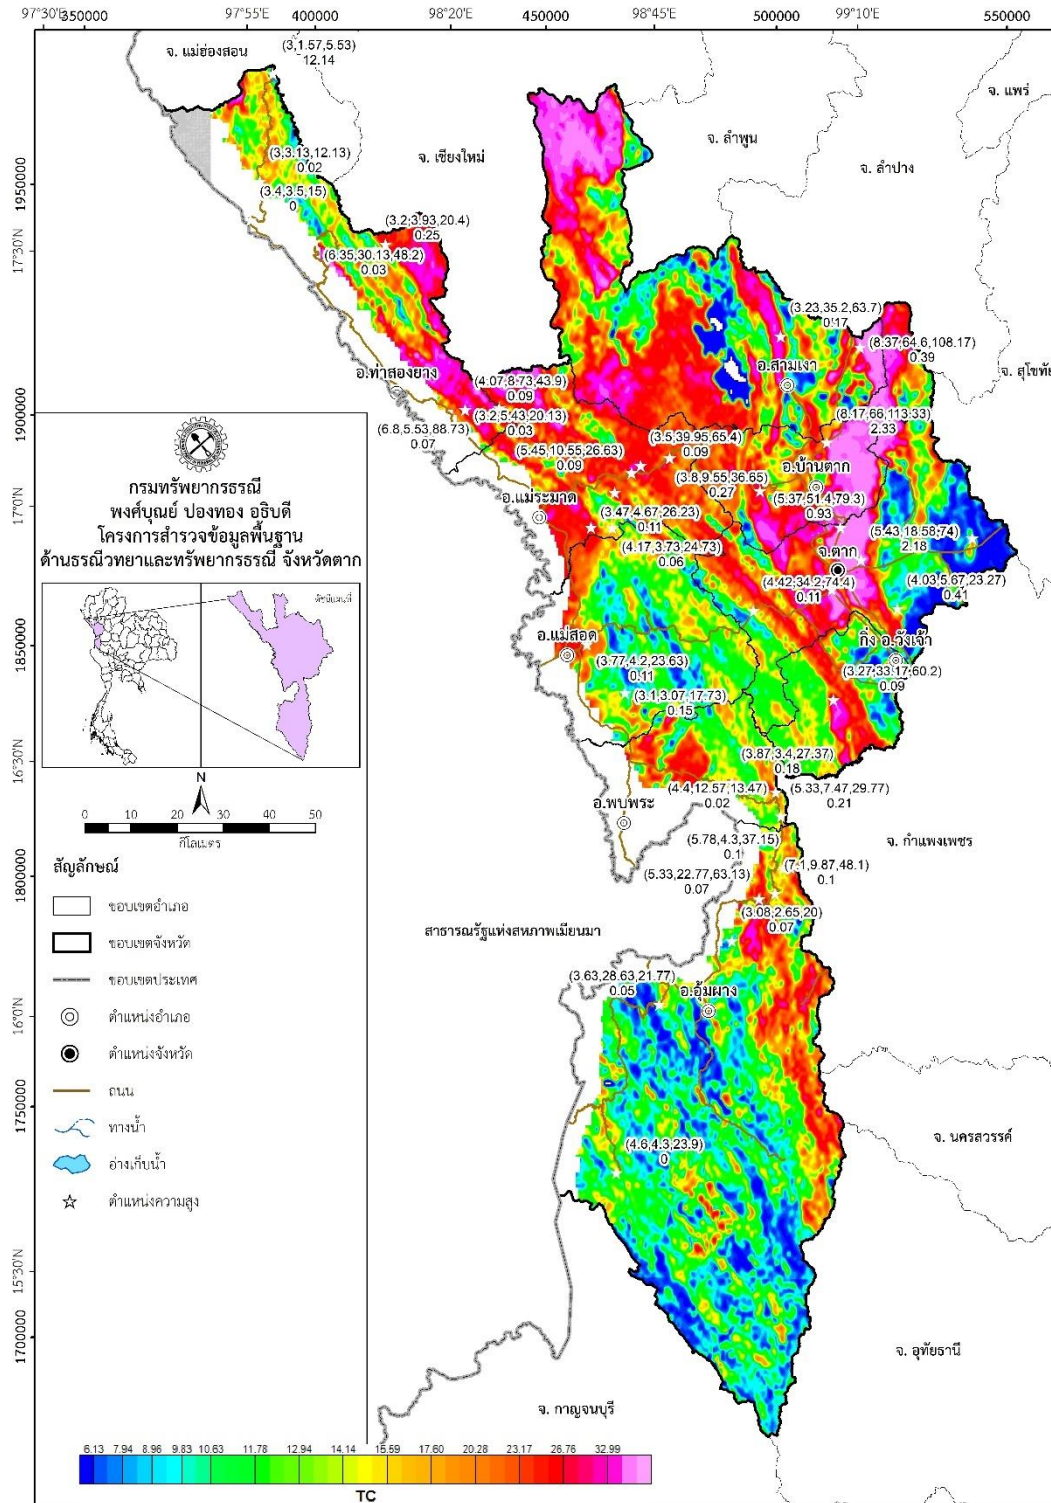 97°30'E
350000
97°55'E
400000
98°20'E
450000
98°45'E
500000
99°10'E
550000
จ. แม่ฮ่องสอน
(3,1.57,5.53)
12.14
จ. แพร่
จ. ลำพูน
(3,3.13,12.13)
0.02
จ. เชียงใหม่
จ. ลำปาง
1950000
(3.4,3.5,15)
0
(3.2,3.93,20.4)
0.25
17°30'N
(6.35,30.13,48.2)
0.03
(3.23,35.2,63.7)
0.17
(8.37,64.6,108.17)
0.39
อ.สามเงา
จ. สุโขทัย
อ.ท่าสองยาง
(4.07,8.73,43.9)
0.09
1900000
(3.2,5.43,20.13)
0.03
(8.17,66,113.33)
2.33
(6.8,5.53,88.73)
0.07
(3.5,39.95,65.4)
0.09
(5.45,10.55,26.63)
0.09
อ.บ้านตาก
(3.8,9.55,36.65)
0.27
(5.37,51.4,79.3)
0.93
อ.แม่ระมาด
17°0'N
(3.47,4.67,26.23)
0.11
(5.43,18.58,74)
2.18
(4.17,3.73,24.73)
0.06
จ.ตาก
(4.42,34.2,74.4)
0.11
(4.03,5.67,23.27)
0.41
กรมทรัพยากรธรณี
พงศ์บุณย์ ปองทอง อธิบดี
โครงการสำรวจข้อมูลพื้นฐาน
ด้านธรณีวิทยาและทรัพยากรธรณี จังหวัดตาก
ดัชนีแผนที่
1850000
อ.แม่สอด
กิ่ง อ.วังเจ้า
(3.77,4.2,23.63)
0.11
(3.27,33.17,60.2)
0.09
(3.1,3.07,17.73)
0.15
16°30'N
(3.87,3.4,27.37)
0.18
(4.4,12.57,13.47)
0.02
(5.33,7.47,29.77)
0.21
N
0 10 20 30 40 50
กิโลเมตร
อ.พบพระ
จ. กำแพงเพชร
(5.78,4.3,37.15)
0.1
1800000
(5.33,22.77,63.13)
0.07
(7.1,9.87,48.1)
0.1
(3.08,2.65,20)
0.07
สาธารณรัฐแห่งสหภาพเมียนมา
สัญลักษณ์
ขอบเขตอำเภอ
ขอบเขตจังหวัด
ขอบเขตประเทศ
ตำแหน่งอำเภอ
ตำแหน่งจังหวัด
ถนน
ทางน้ำ
อ่างเก็บน้ำ
ตำแหน่งความสูง
(3.63,28.63,21.77)
0.05
อ.อุ้มผาง
16°0'N
1750000
จ. นครสวรรค์
(4.6,4.3,23.9)
0
15°30'N
1700000
จ. อุทัยธานี
จ. กาญจนบุรี
6.13 7.94 8.96 9.83 10.63 11.78 12.94 14.14 15.59 17.60 20.28 23.17 26.76 32.99
TC